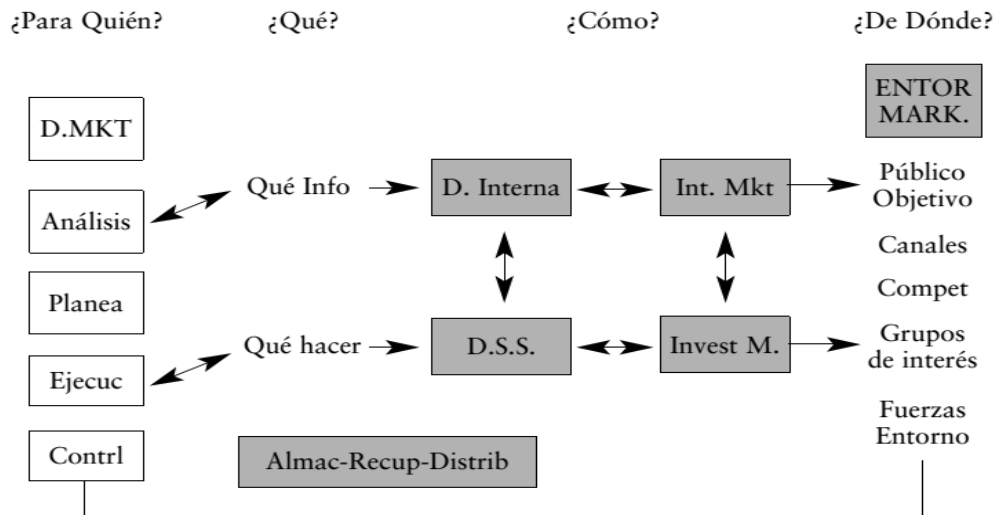 ¿Para Quién?
¿Qué?
¿Cómo?
¿De Dónde?
D.MKT
Análisis
Planea
Ejecuc
Contrl
Qué Info
Qué hacer
D. Interna
Int. Mkt
D.S.S.
Invest M.
Almac-Recup-Distrib
ENTOR
MARK.
Público
Objetivo
Canales
Compet
Grupos
de interés
Fuerzas
Entorno